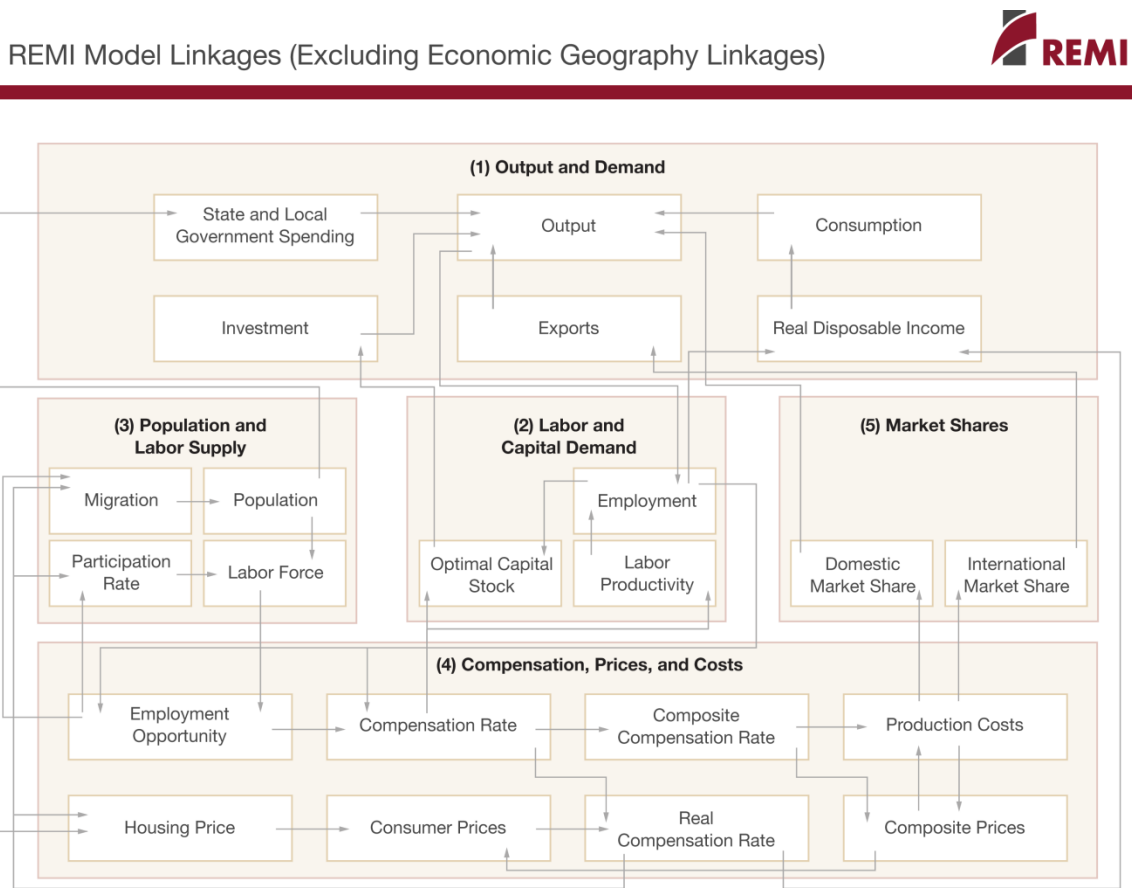 REMI Model Linkages (Excluding Economic Geography Linkages)
REMI
(1) Output and Demand
State and Local
Government Spending
Output
Consumption
Investment
Exports
Real Disposable Income
(3) Population and
Labor Supply
Migration
Population
Participation
Rate
Labor Force
(2) Labor and
Capital Demand
Employment
Optimal Capital
Stock
Labor
Productivity
(5) Market Shares
Domestic
Market Share
International
Market Share
(4) Compensation, Prices, and Costs
Employment
Opportunity
Compensation Rate
Composite
Compensation Rate
Production Costs
Housing Price
Consumer Prices
Real
Compensation Rate
Composite Prices